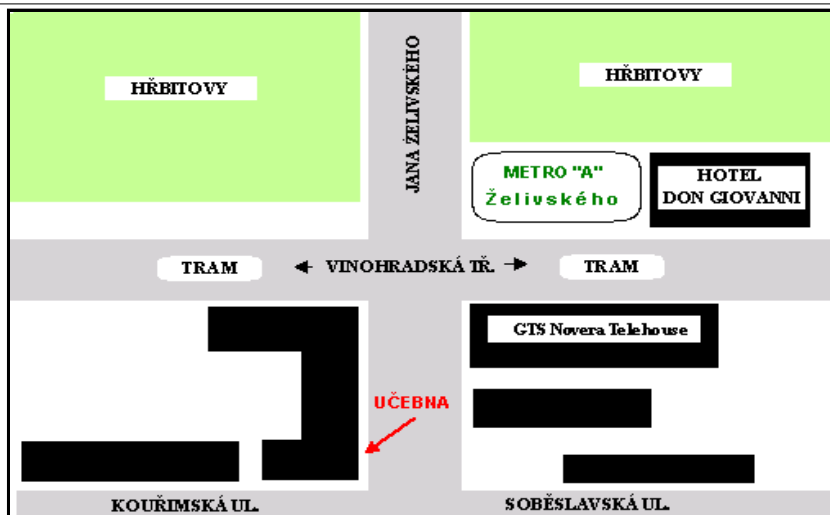 HŘBITOVY
JANA ŽELIVSKÉHO
HŘBITOVY
METRO "A"
Želivského
HOTEL
DON GIOVANNI
TRAM
VINOHRADSKÁ TŘ.
TRAM
GTS Novera Telehouse
UČEBNA
KOUŘIMSKÁ UL.
SOBĚSLAVSKÁ UL.